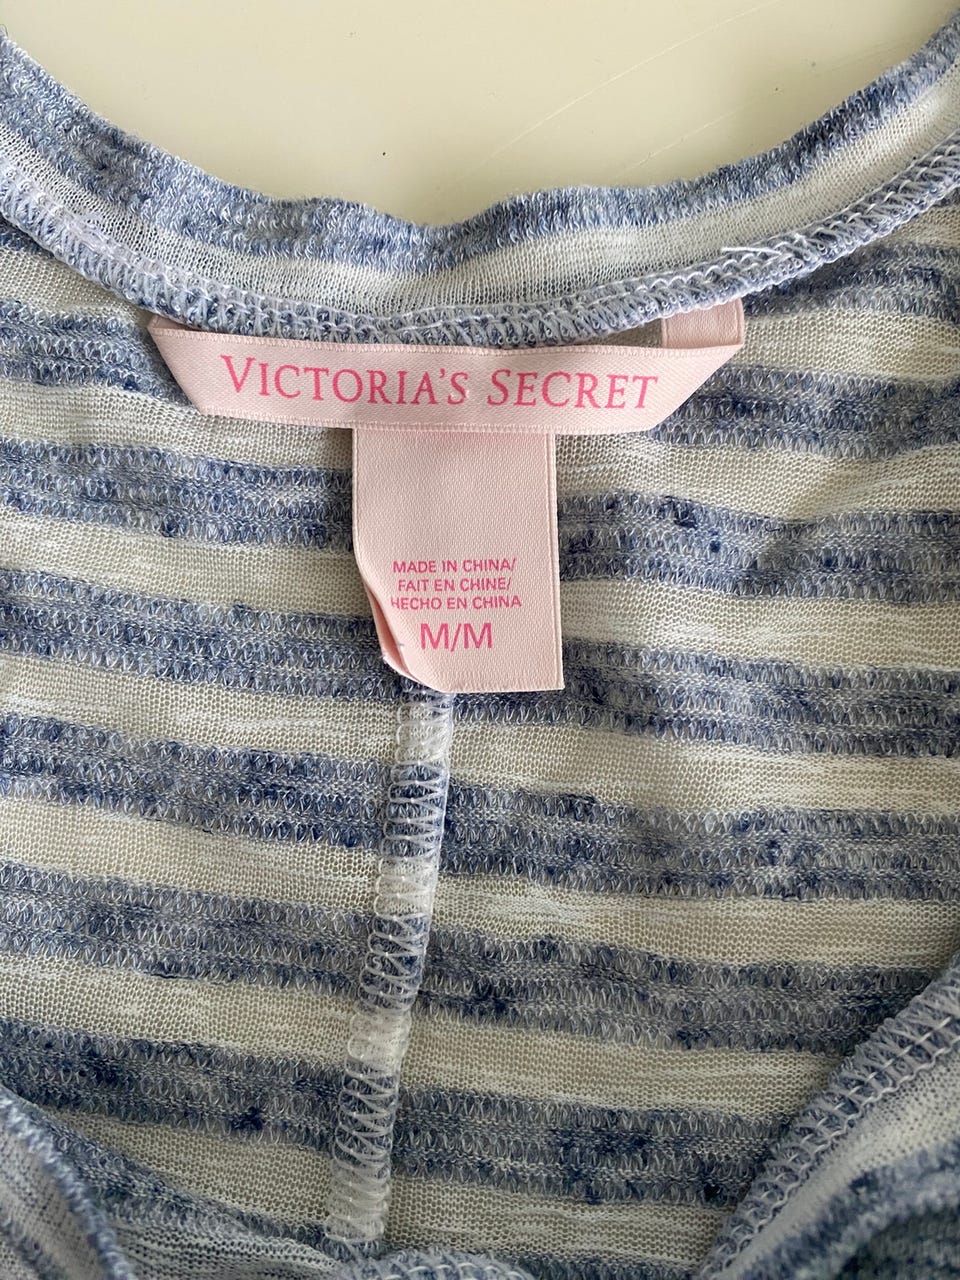 VICTORIA'S SECRET
MADE IN CHINA/
FAIT EN CHINE/
HECHO EN CHINA
M/M